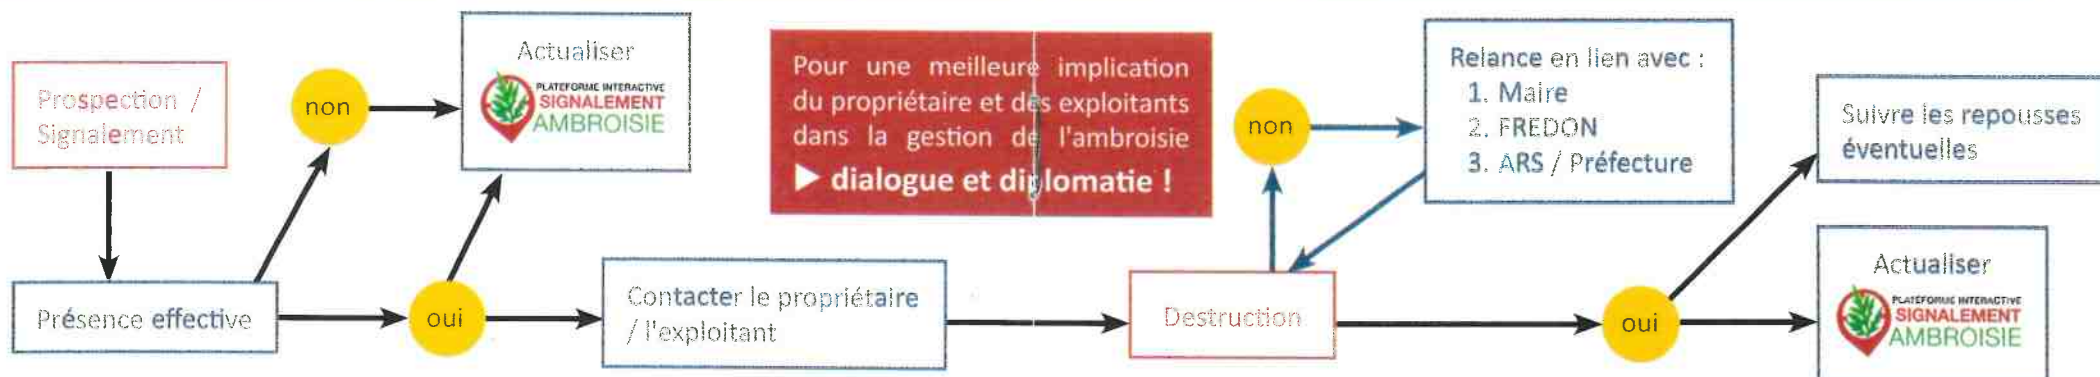 Prospection /
Signalement
Présence effective
non
oui
Actualiser
PLATEFORME INTERACTIVE
SIGNALEMENT
AMBROISIE
Contacter le propriétaire
/ l'exploitant
Pour une meilleure implication
du propriétaire et des exploitants
dans la gestion de l'ambroisie
▶ dialogue et diplomatie !
Destruction
non
Relance en lien avec :
1. Maire
2. FREDON
3. ARS / Préfecture
oui
Suivre les repousses
éventuelles
Actualiser
PLATEFORME INTERACTIVE
SIGNALEMENT
AMBROISIE